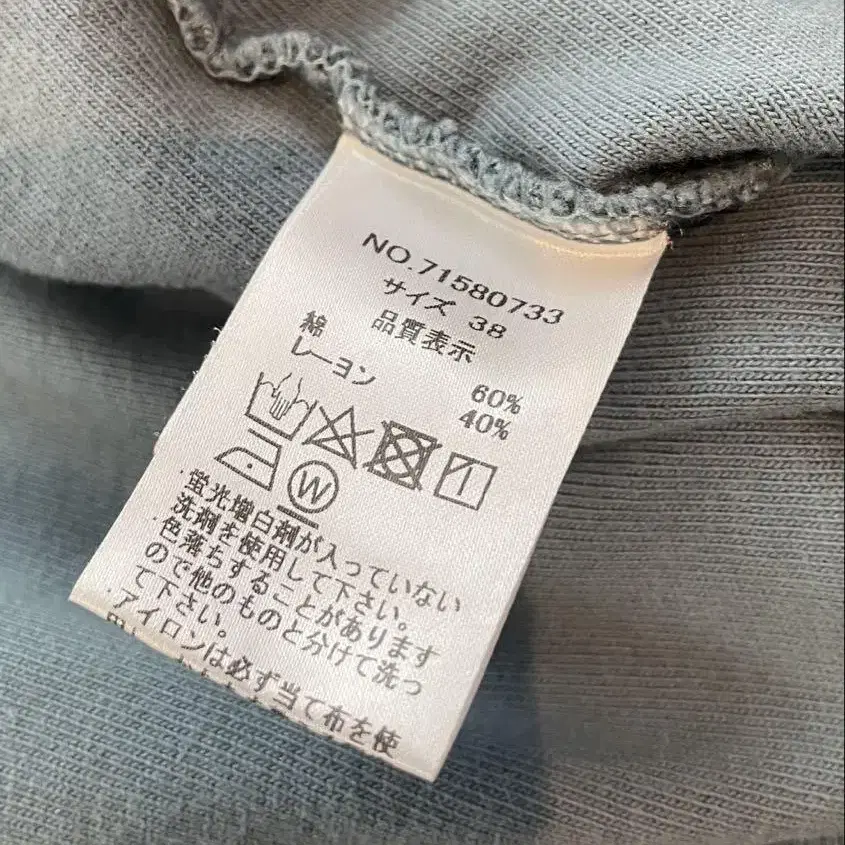 NO.71580733
サイズ 38
品質表示
綿 60%
レーヨン 40%
W
・蛍光増白剤が入っていない
洗剤を使用して下さい。
・色落ちすることがあります
ので他のものと分けて洗っ
て下さい。
・アイロンは必ず当て布を使